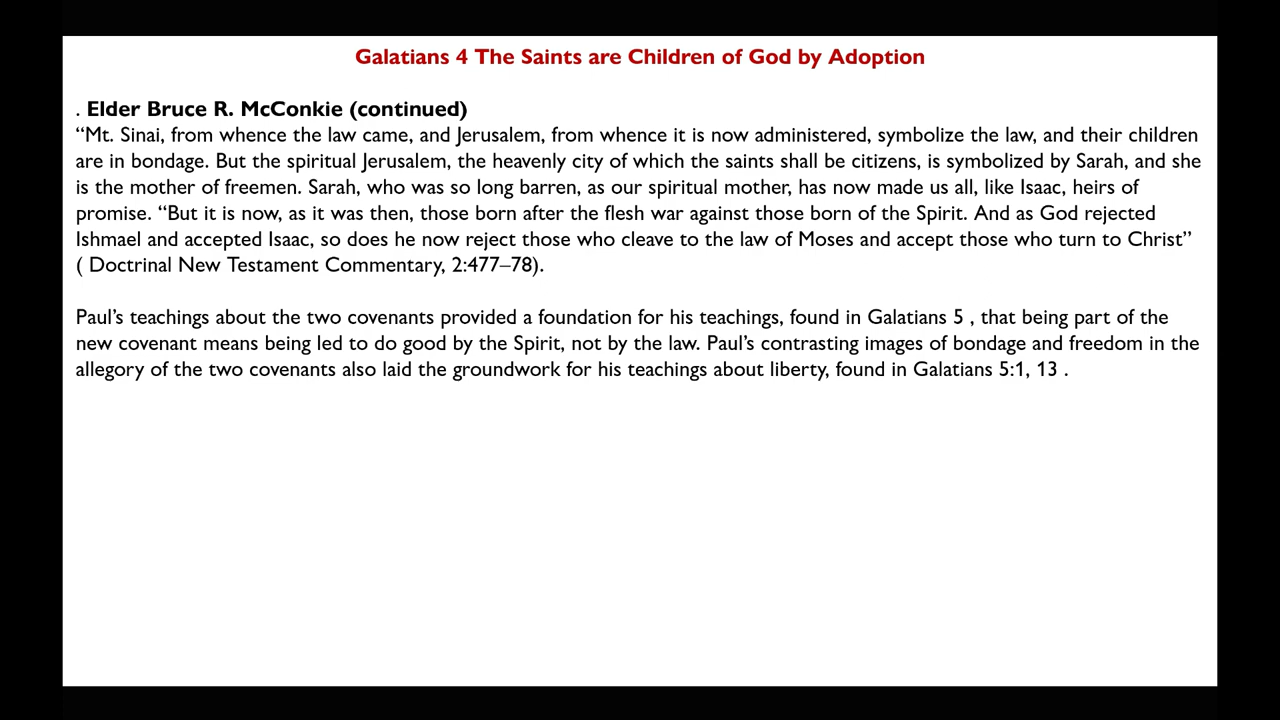 Galatians 4 The Saints are Children of God by Adoption
. Elder Bruce R. McConkie (continued)
“Mt. Sinai, from whence the law came, and Jerusalem, from whence it is now administered, symbolize the law, and their children
are in bondage. But the spiritual Jerusalem, the heavenly city of which the saints shall be citizens, is symbolized by Sarah, and she
is the mother of freemen. Sarah, who was so long barren, as our spiritual mother, has now made us all, like Isaac, heirs of
promise. “But it is now, as it was then, those born after the flesh war against those born of the Spirit. And as God rejected
Ishmael and accepted Isaac, so does he now reject those who cleave to the law of Moses and accept those who turn to Christ”
( Doctrinal New Testament Commentary, 2:477–78).
Paul’s teachings about the two covenants provided a foundation for his teachings, found in Galatians 5 , that being part of the
new covenant means being led to do good by the Spirit, not by the law. Paul’s contrasting images of bondage and freedom in the
allegory of the two covenants also laid the groundwork for his teachings about liberty, found in Galatians 5:1, 13 .